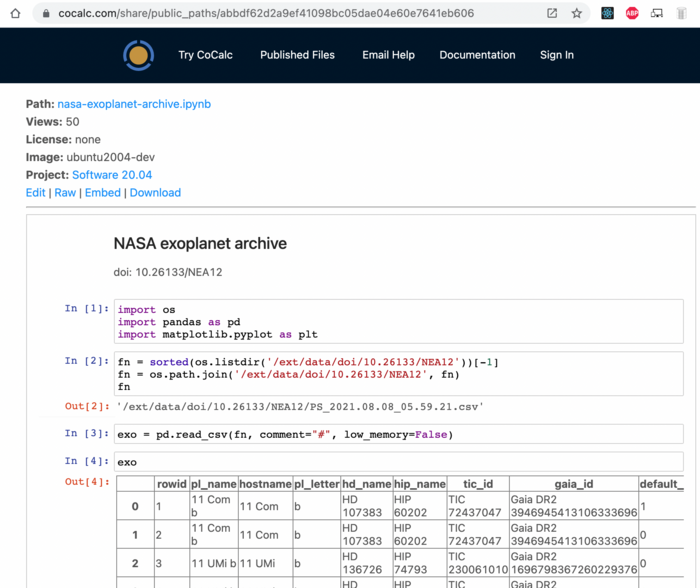 cocalc.com/share/public_paths/abbdf62d2a9ef41098bc05dae04e60e7641eb606
ABP
Try CoCalc Published Files Email Help Documentation Sign In
Path: nasa-exoplanet-archive.ipynb
Views: 50
License: none
Image: ubuntu2004-dev
Project: Software 20.04
Edit | Raw | Embed | Download
NASA exoplanet archive
doi: 10.26133/NEA12
In [1]: import os
import pandas as pd
import matplotlib.pyplot as plt
In [2]: fn = sorted(os.listdir('/ext/data/doi/10.26133/NEA12'))[-1]
fn = os.path.join('/ext/data/doi/10.26133/NEA12', fn)
fn
Out[2]: '/ext/data/doi/10.26133/NEA12/PS_2021.08.08_05.59.21.csv'
In [3]: exo = pd.read_csv(fn, comment="#", low_memory=False)
In [4]: exo
Out[4]:
rowid pl_name hostname pl_letter hd_name hip_name tic_id gaia_id default_
0 1 11 Com b 11 Com b HD 107383 HIP 60202 TIC 72437047 Gaia DR2 3946945413106333696 1
1 2 11 Com b 11 Com b HD 107383 HIP 60202 TIC 72437047 Gaia DR2 3946945413106333696 0
2 3 11 UMi b 11 UMi b HD 136726 HIP 74793 TIC 230061010 Gaia DR2 1696798367260229376 0
HD HIP TIC Gaia DR2